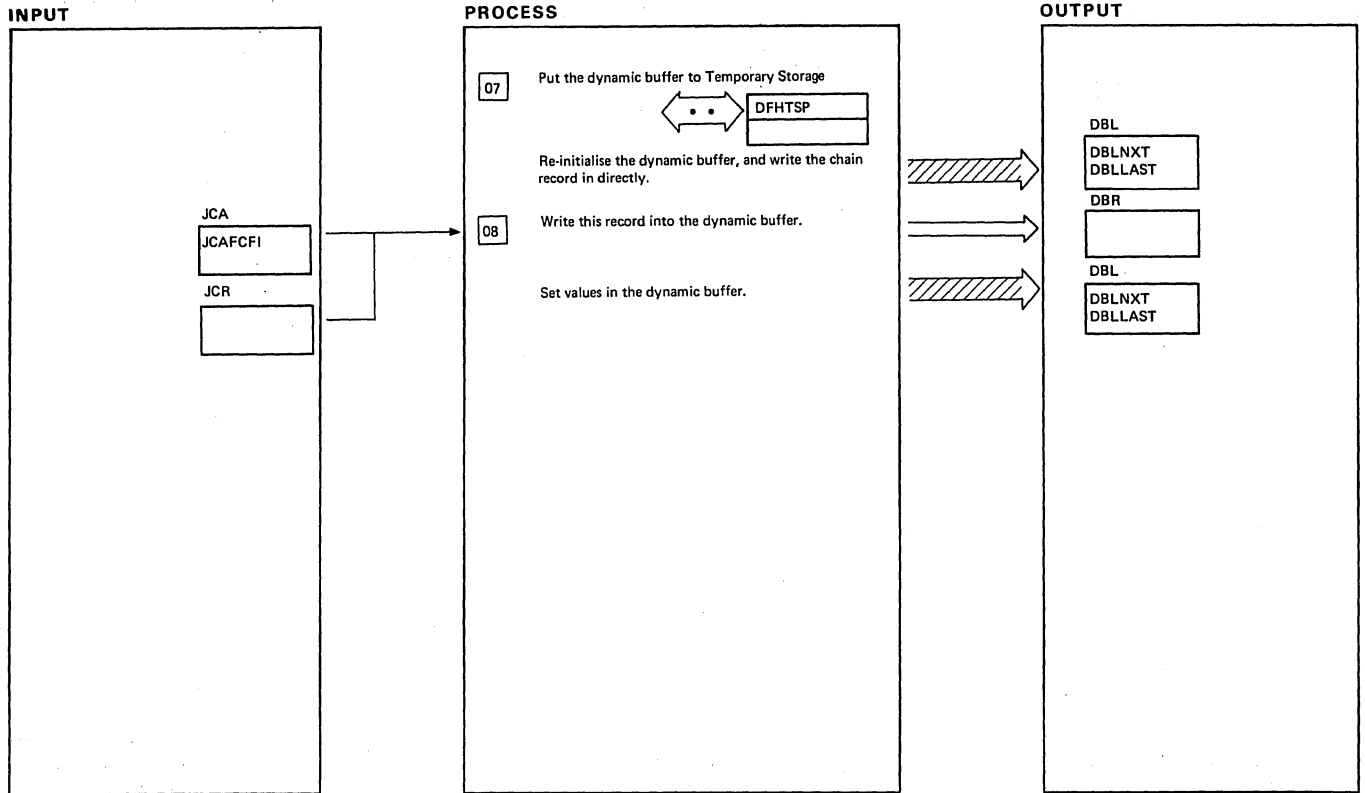 INPUT
PROCESS
OUTPUT
07
Put the dynamic buffer to Temporary Storage
DFHTSP
Re-initialise the dynamic buffer, and write the chain
record in directly.
DBL
DBLNXT
DBLLAST
JCA
JCAFCFI
JCR
08
Write this record into the dynamic buffer.
DBR
Set values in the dynamic buffer.
DBL
DBLNXT
DBLLAST